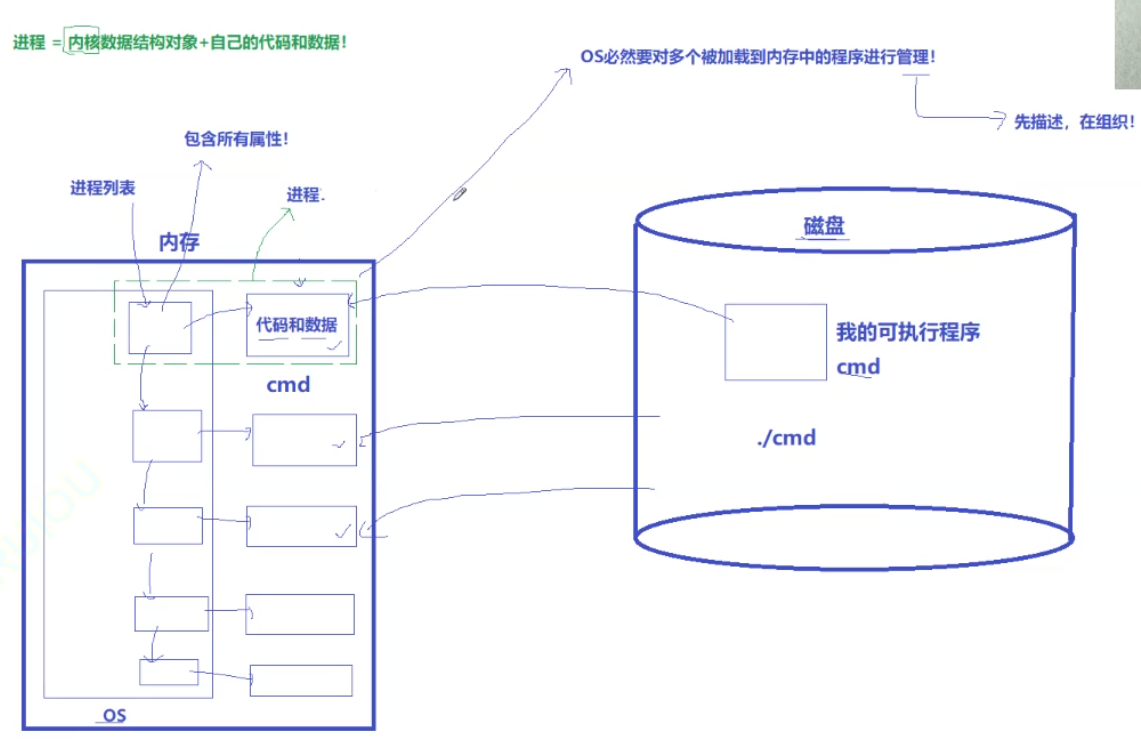 进程 = 内核数据结构对象+自己的代码和数据!
OS必然要对多个被加载到内存中的程序进行管理!
先描述，在组织!
包含所有属性!
进程列表
进程.
内存
磁盘
代码和数据
我的可执行程序
cmd
cmd
./cmd
OS